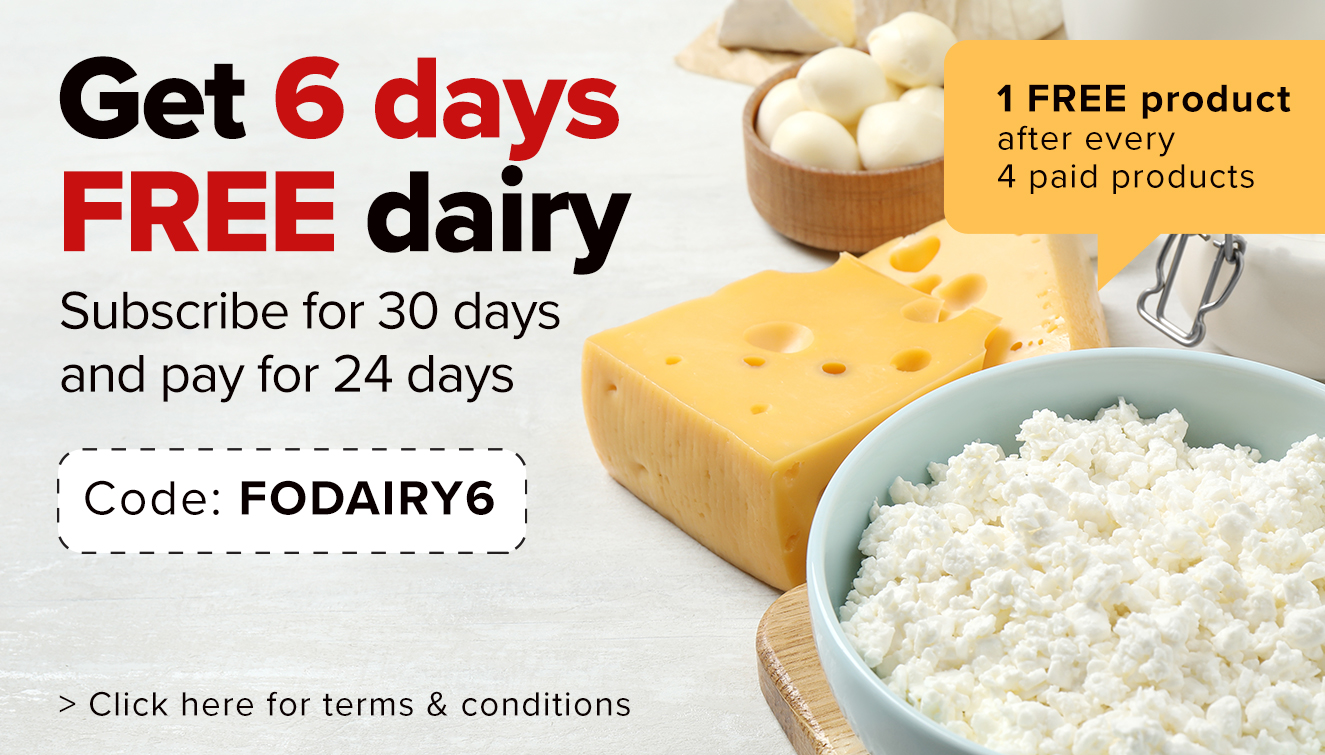 Get 6 days
FREE dairy
Subscribe for 30 days
and pay for 24 days
Code: FODAIRY6
> Click here for terms & conditions
1 FREE product
after every
4 paid products